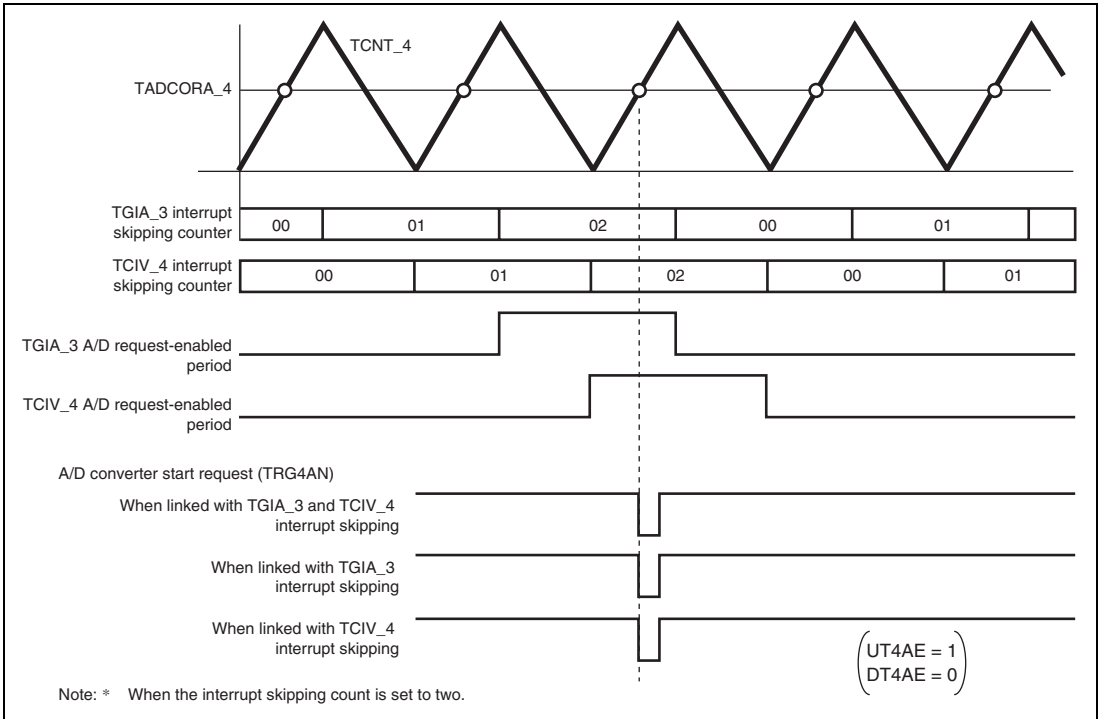 TCNT_4
TADCORA_4
TGIA_3 interrupt
skipping counter
00 01 02 00 01
TCIV_4 interrupt
skipping counter
00 01 02 00 01
TGIA_3 A/D request-enabled
period
TCIV_4 A/D request-enabled
period
A/D converter start request (TRG4AN)
When linked with TGIA_3 and TCIV_4
interrupt skipping
When linked with TGIA_3
interrupt skipping
When linked with TCIV_4
interrupt skipping
UT4AE = 1
DT4AE = 0
Note: * When the interrupt skipping count is set to two.